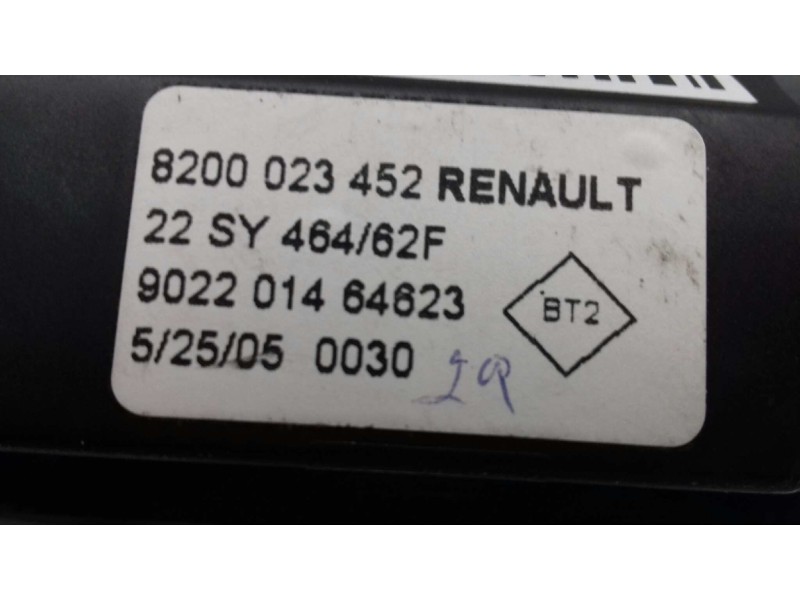 8200 023 452 RENAULT
22 SY 464/62F
9022 014 64623
BT2
5/25/05 0030